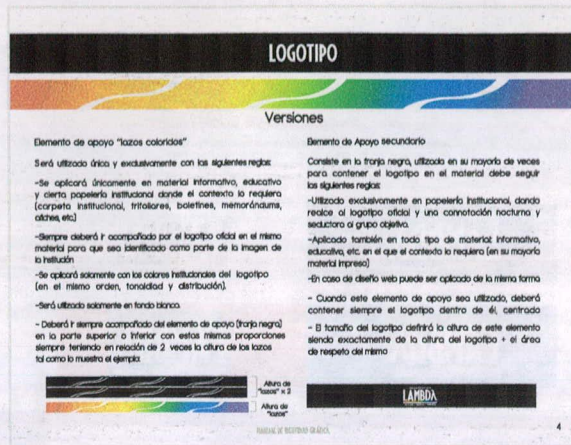 LOGOTIPO
Versiones
Elemento de apoyo "lazos coloridos"
Será utilizado única y exclusivamente con las siguientes reglas:
-Se aplicará únicamente en material informativo, educativo
y cierta papelería institucional donde el contexto lo requiera
(carpeta institucional, trifoliares, boletines, memorándums,
afiches, etc.)
-Siempre deberá ir acompañado por el logotipo oficial en el mismo
material para que sea identificado como parte de la imagen de
la institución
-Se aplicará solamente con los colores institucionales del logotipo
(en el mismo orden, tonalidad y distribución).
-Será utilizado solamente en fondo blanco.
- Deberá ir siempre acompañado del elemento de apoyo (franja negra)
en la parte superior o inferior con estas mismas proporciones
siempre teniendo en relación de 2 veces la altura de los lazos
tal como lo muestra el ejemplo:
Altura de
"lazos" x 2
Altura de
"lazos"
Elemento de Apoyo secundario
Consiste en la franja negra, utilizada en su mayoría de veces
para contener el logotipo en el material debe seguir
las siguientes reglas:
-Utilizado exclusivamente en papelería institucional, dando
realce al logotipo oficial y una connotación nocturna y
seductora al grupo objetivo.
-Aplicado también en todo tipo de material: informativo,
educativo, etc. en el que el contexto lo requiera (en su mayoría
material impreso)
-En caso de diseño web puede ser aplicado de la misma forma
- Cuando este elemento de apoyo sea utilizado, deberá
contener siempre el logotipo dentro de él, centrado
- El tamaño del logotipo definirá la altura de este elemento
siendo exactamente de la altura del logotipo + el área
de respeto del mismo
LAMBDA
MANUAL DE IDENTIDAD GRÁFICA
4